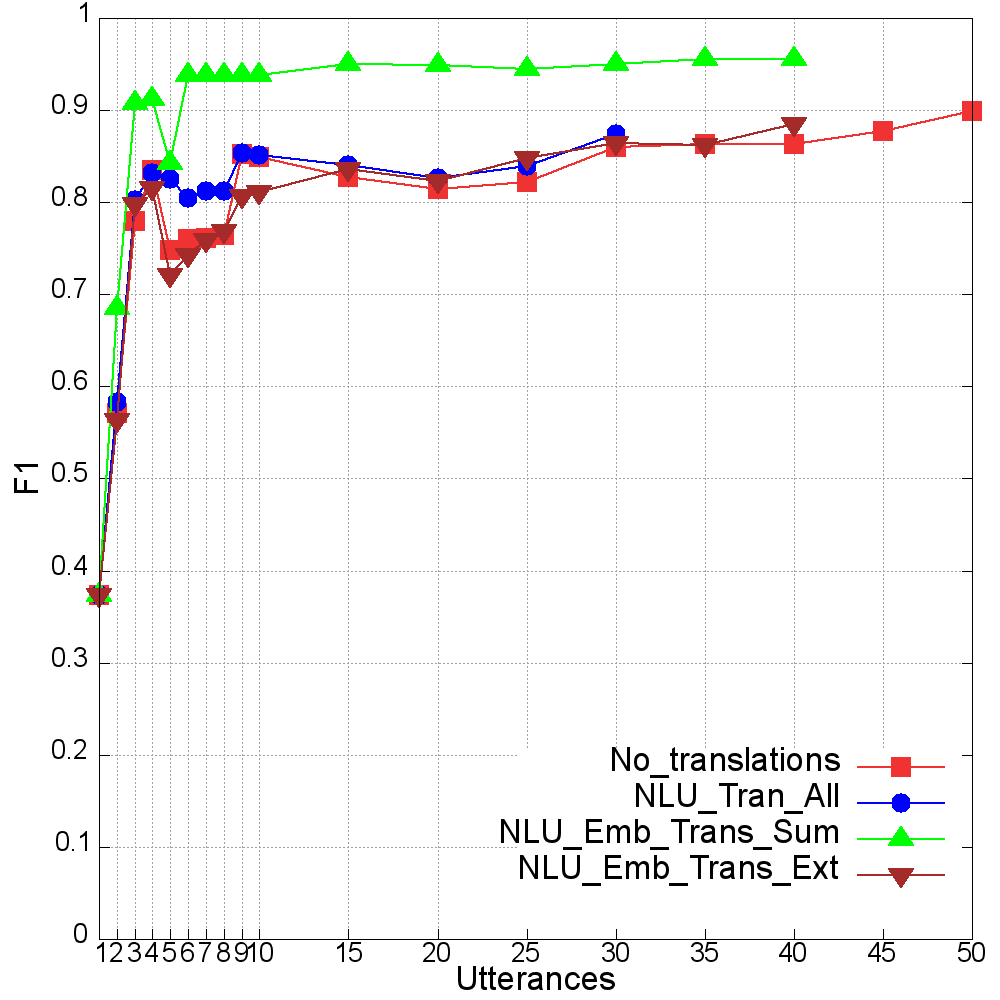 1
0.9
0.8
0.7
0.6
0.5
0.4
0.3
0.2
0.1
0
F1
No_translations
NLU_Tran_All
NLU_Emb_Trans_Sum
NLU_Emb_Trans_Ext
1 2 3 4 5 6 7 8 9 10 15 20 25 30 35 40 45 50
Utterances